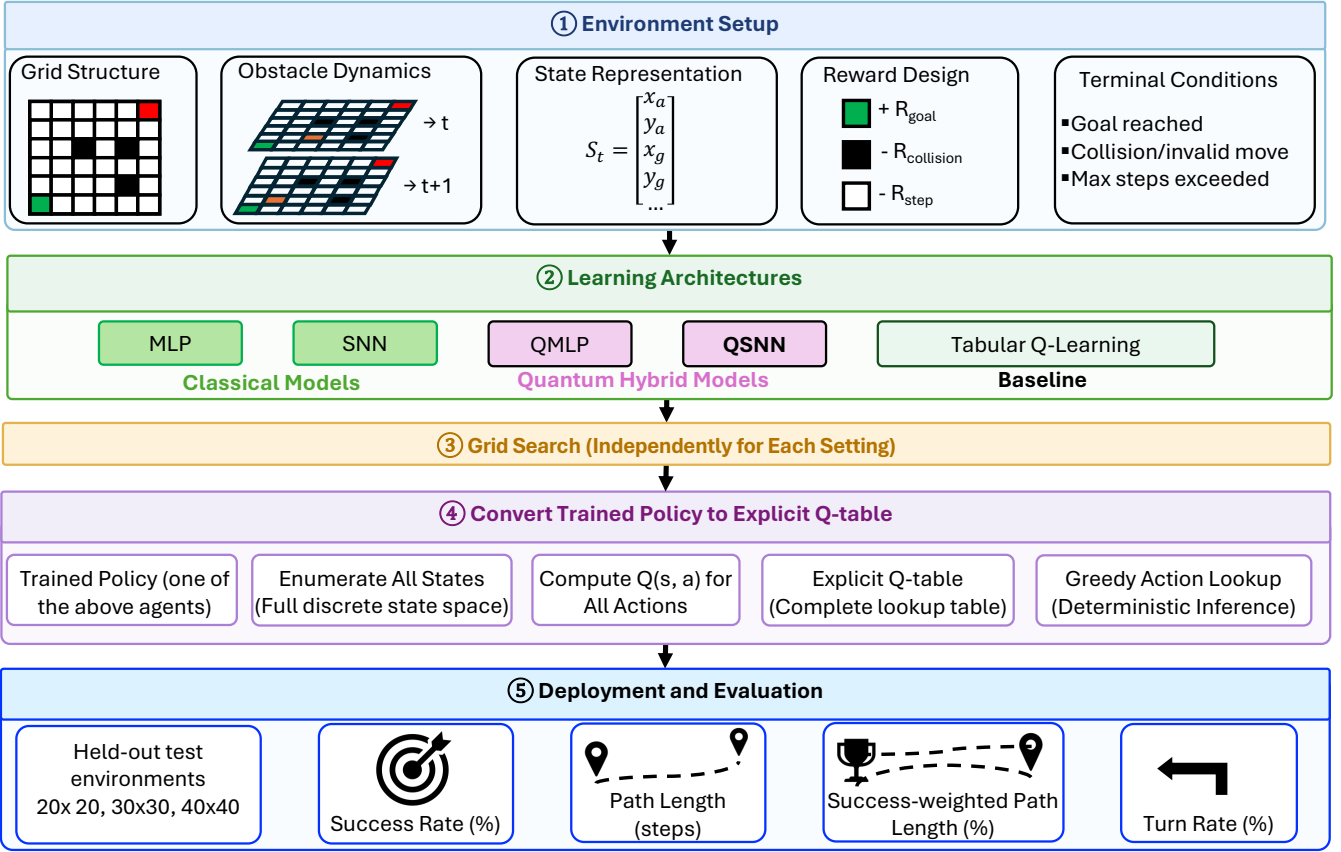 ① Environment Setup
Grid Structure
Obstacle Dynamics
→ t
→ t+1
State Representation
S_t = [x_a
y_a
x_g
y_g
...]
Reward Design
+ R_goal
- R_collision
- R_step
Terminal Conditions
▪Goal reached
▪Collision/invalid move
▪Max steps exceeded
② Learning Architectures
MLP
SNN
QMLP
QSNN
Tabular Q-Learning
Classical Models
Quantum Hybrid Models
Baseline
③ Grid Search (Independently for Each Setting)
④ Convert Trained Policy to Explicit Q-table
Trained Policy (one of
the above agents)
Enumerate All States
(Full discrete state space)
Compute Q(s, a) for
All Actions
Explicit Q-table
(Complete lookup table)
Greedy Action Lookup
(Deterministic Inference)
⑤ Deployment and Evaluation
Held-out test
environments
20x 20, 30x30, 40x40
Success Rate (%)
Path Length
(steps)
Success-weighted Path
Length (%)
Turn Rate (%)